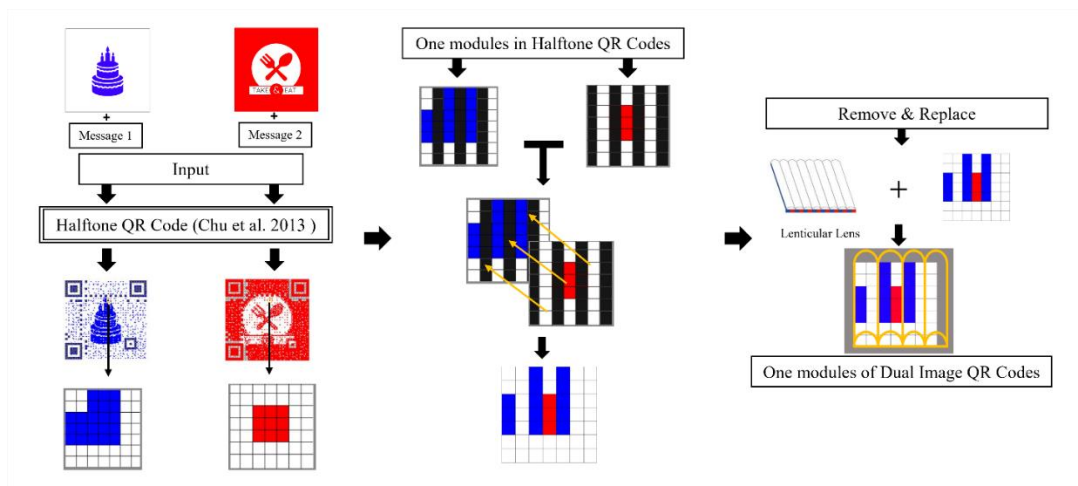 TAKE & EAT
+
+
Message 1
Message 2
Input
Halftone QR Code (Chu et al. 2013 )
One modules in Halftone QR Codes
Remove & Replace
+
Lenticular Lens
One modules of Dual Image QR Codes